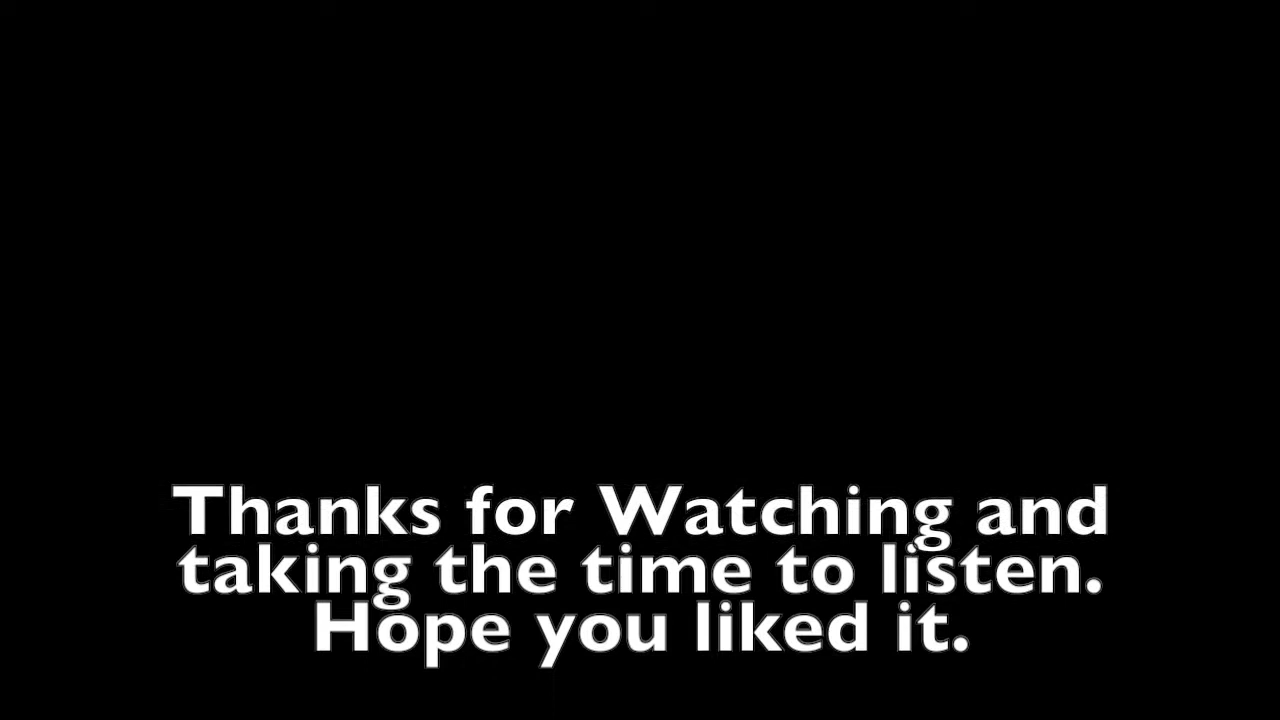 Thanks for Watching and
taking the time to listen.
Hope you liked it.